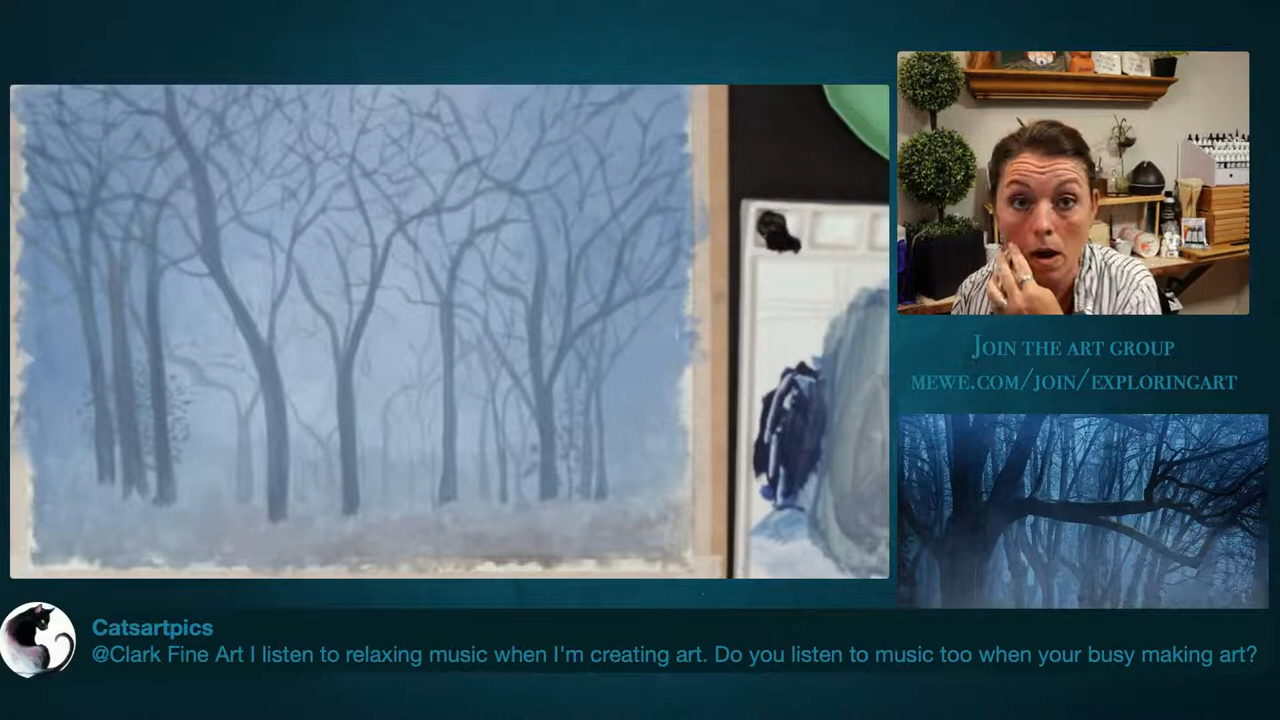 JOIN THE ART GROUP
MEWE.COM/JOIN/EXPLORINGART
Catsartpics
@Clark Fine Art I listen to relaxing music when I'm creating art. Do you listen to music too when your busy making art?